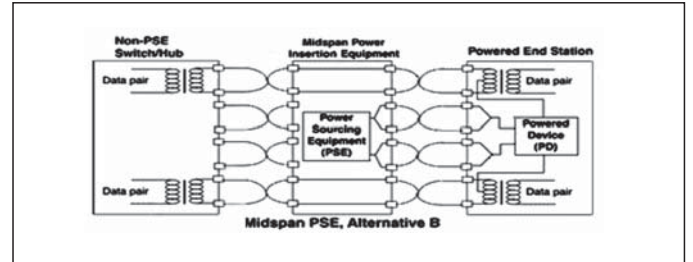 Non-PSE
Switch/Hub
Midspan Power
Insertion Equipment
Powered End Station
Data pair
Data pair
Power
Sourcing
Equipment
(PSE)
Powered
Device
(PD)
Data pair
Data pair
Midspan PSE, Alternative B